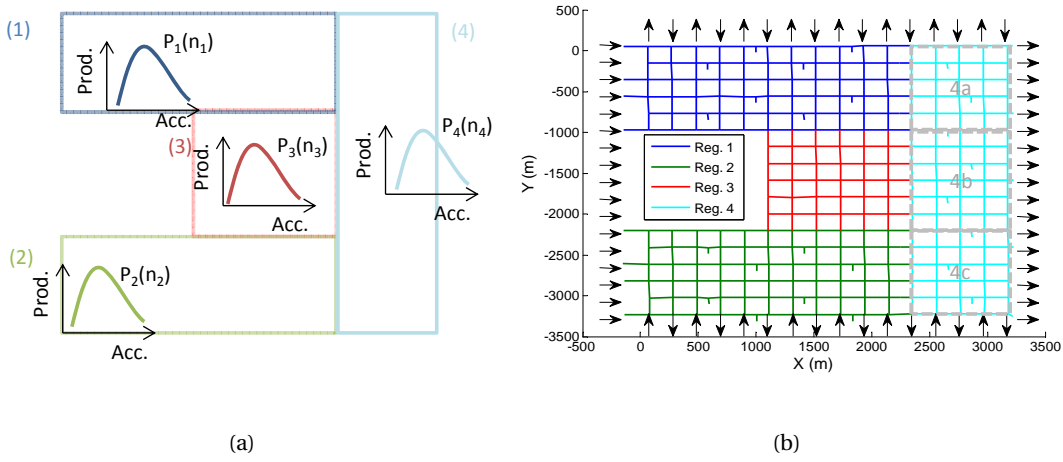 (1)
P1(n1)
Prod.
Acc.
(4)
P4(n4)
Prod.
Acc.
(3)
P3(n3)
Prod.
Acc.
(2)
P2(n2)
Prod.
Acc.
(a)
Y (m)
500
0
-500
-1000
-1500
-2000
-2500
-3000
-3500
Reg. 1
Reg. 2
Reg. 3
Reg. 4
4a
4b
4c
-500 0 500 1000 1500 2000 2500 3000 3500
X (m)
(b)